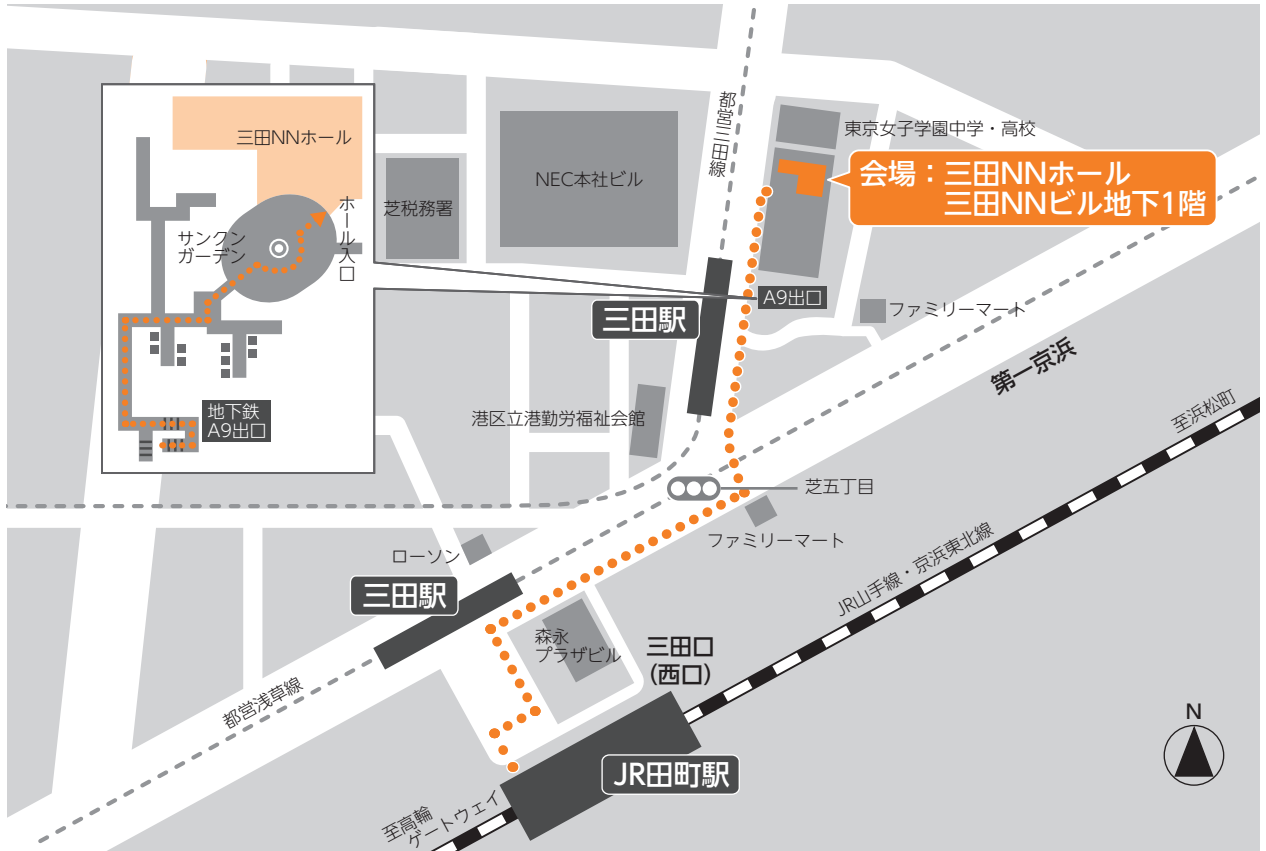 三田NNホール
サンクン
ガーデン
ホール入口
地下鉄
A9出口
芝税務署
NEC本社ビル
都営三田線
東京女子学園中学・高校
会場：三田NNホール
三田NNビル地下1階
A9出口
三田駅
ファミリーマート
第一京浜
至浜松町
港区立港勤労福祉会館
芝五丁目
ファミリーマート
JR山手線・京浜東北線
ローソン
三田駅
森永
プラザビル
三田口
(西口)
都営浅草線
JR田町駅
至高輪
ゲートウェイ
N